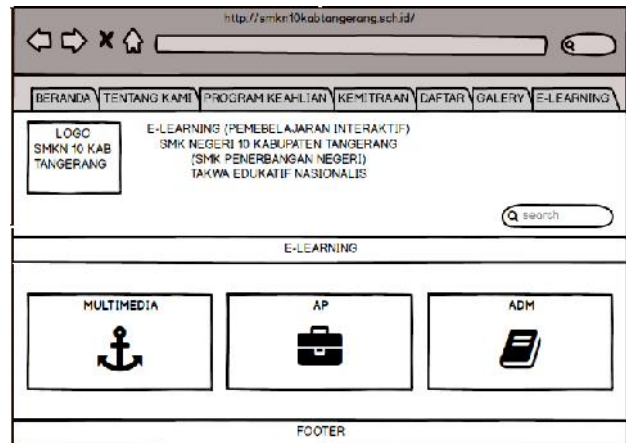 http://smkn10kabtangerang.sch.id/
BERANDA TENTANG KAMI PROGRAM KEAHLIAN KEMITRAAN DAFTAR GALERY E-LEARNING
LOGO
SMKN 10 KAB
TANGERANG
E-LEARNING (PEMEBELAJARAN INTERAKTIF)
SMK NEGERI 10 KABUPATEN TANGERANG
(SMK PENERBANGAN NEGERI)
TAKWA EDUKATIF NASIONALIS
search
E-LEARNING
MULTIMEDIA AP ADM
FOOTER